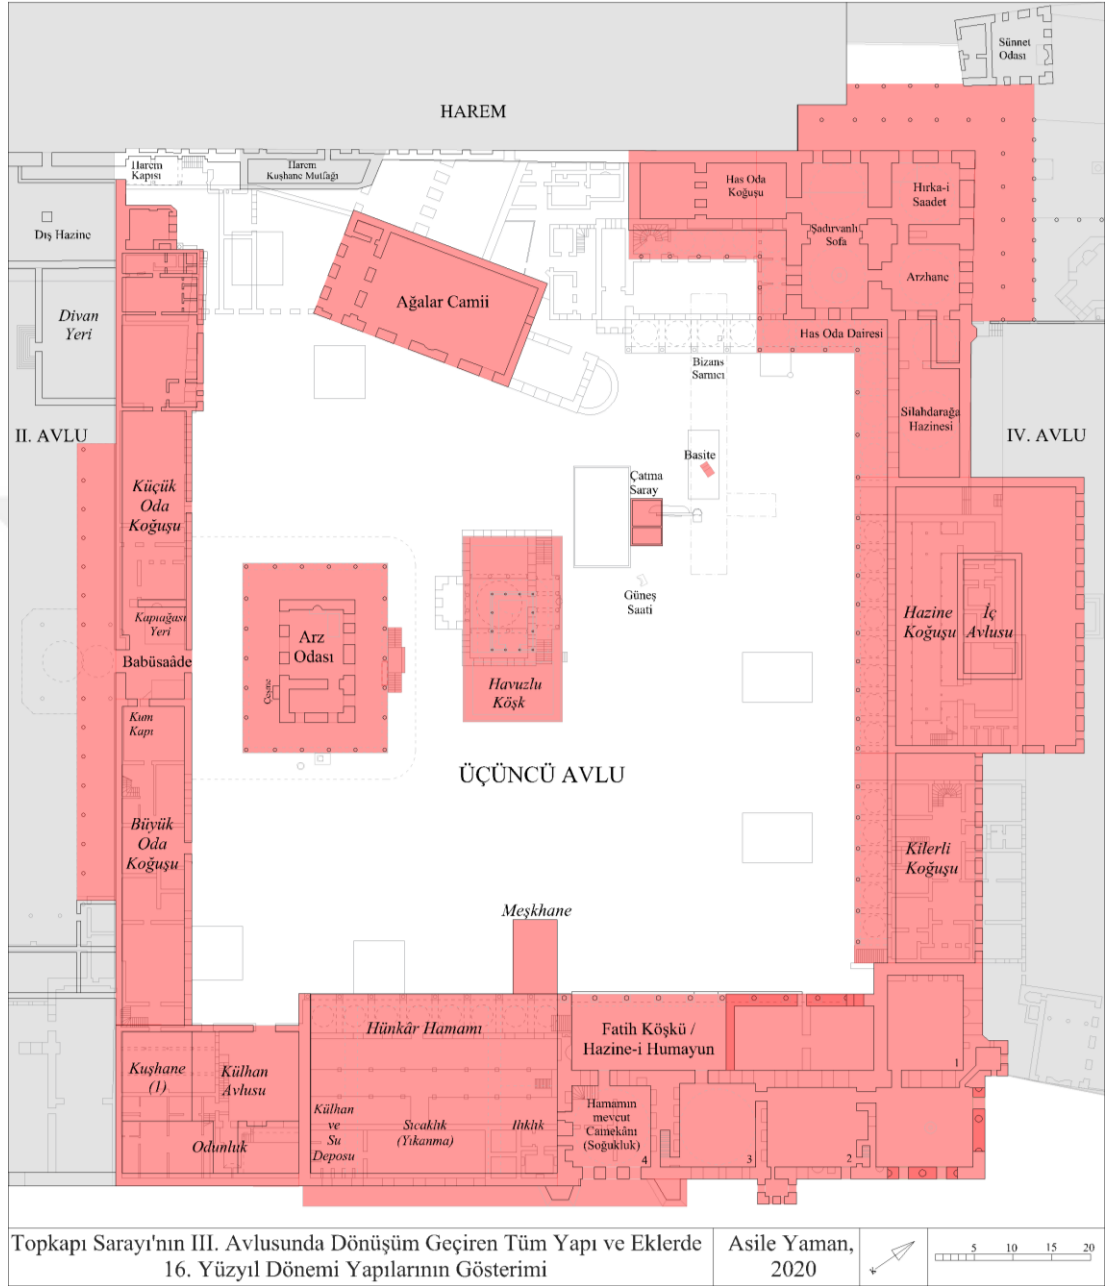 Sünnet
Odası
HAREM
Harem
Kapısı
Harem
Kuşhane Mutfağı
Has Oda
Koğuşu
Hırka-i
Saadet
Dış Hazine
Şadırvanlı
Sofa
Ağalar Camii
Arzhane
Divan
Yeri
Has Oda Dairesi
Bizans
Sarnıcı
Silahdarağa
Hazinesi
II. AVLU
IV. AVLU
Basite
Çatma
Saray
Küçük
Oda
Koğuşu
Güneş
Saati
Hazine
Koğuşu
İç
Avlusu
Kapıağası
Yeri
Arz
Odası
Babüsaâde
Çeşme
Havuzlu
Köşk
Kum
Kapı
ÜÇÜNCÜ AVLU
Büyük
Oda
Koğuşu
Kilerli
Koğuşu
Meşkhane
Hünkâr Hamamı
Fatih Köşkü /
Hazine-i Humayun
1
Kuşhane
(1)
Külhan
Avlusu
Külhan
ve
Su
Deposu
Sıcaklık
(Yıkanma)
Ilıklık
Hamamın
mevcut
Camekânı
(Soğukluk)
4
3
2
Odunluk
Topkapı Sarayı'nın III. Avlusunda Dönüşüm Geçiren Tüm Yapı ve Eklerde
16. Yüzyıl Dönemi Yapılarının Gösterimi
Asile Yaman,
2020
5 10 15 20